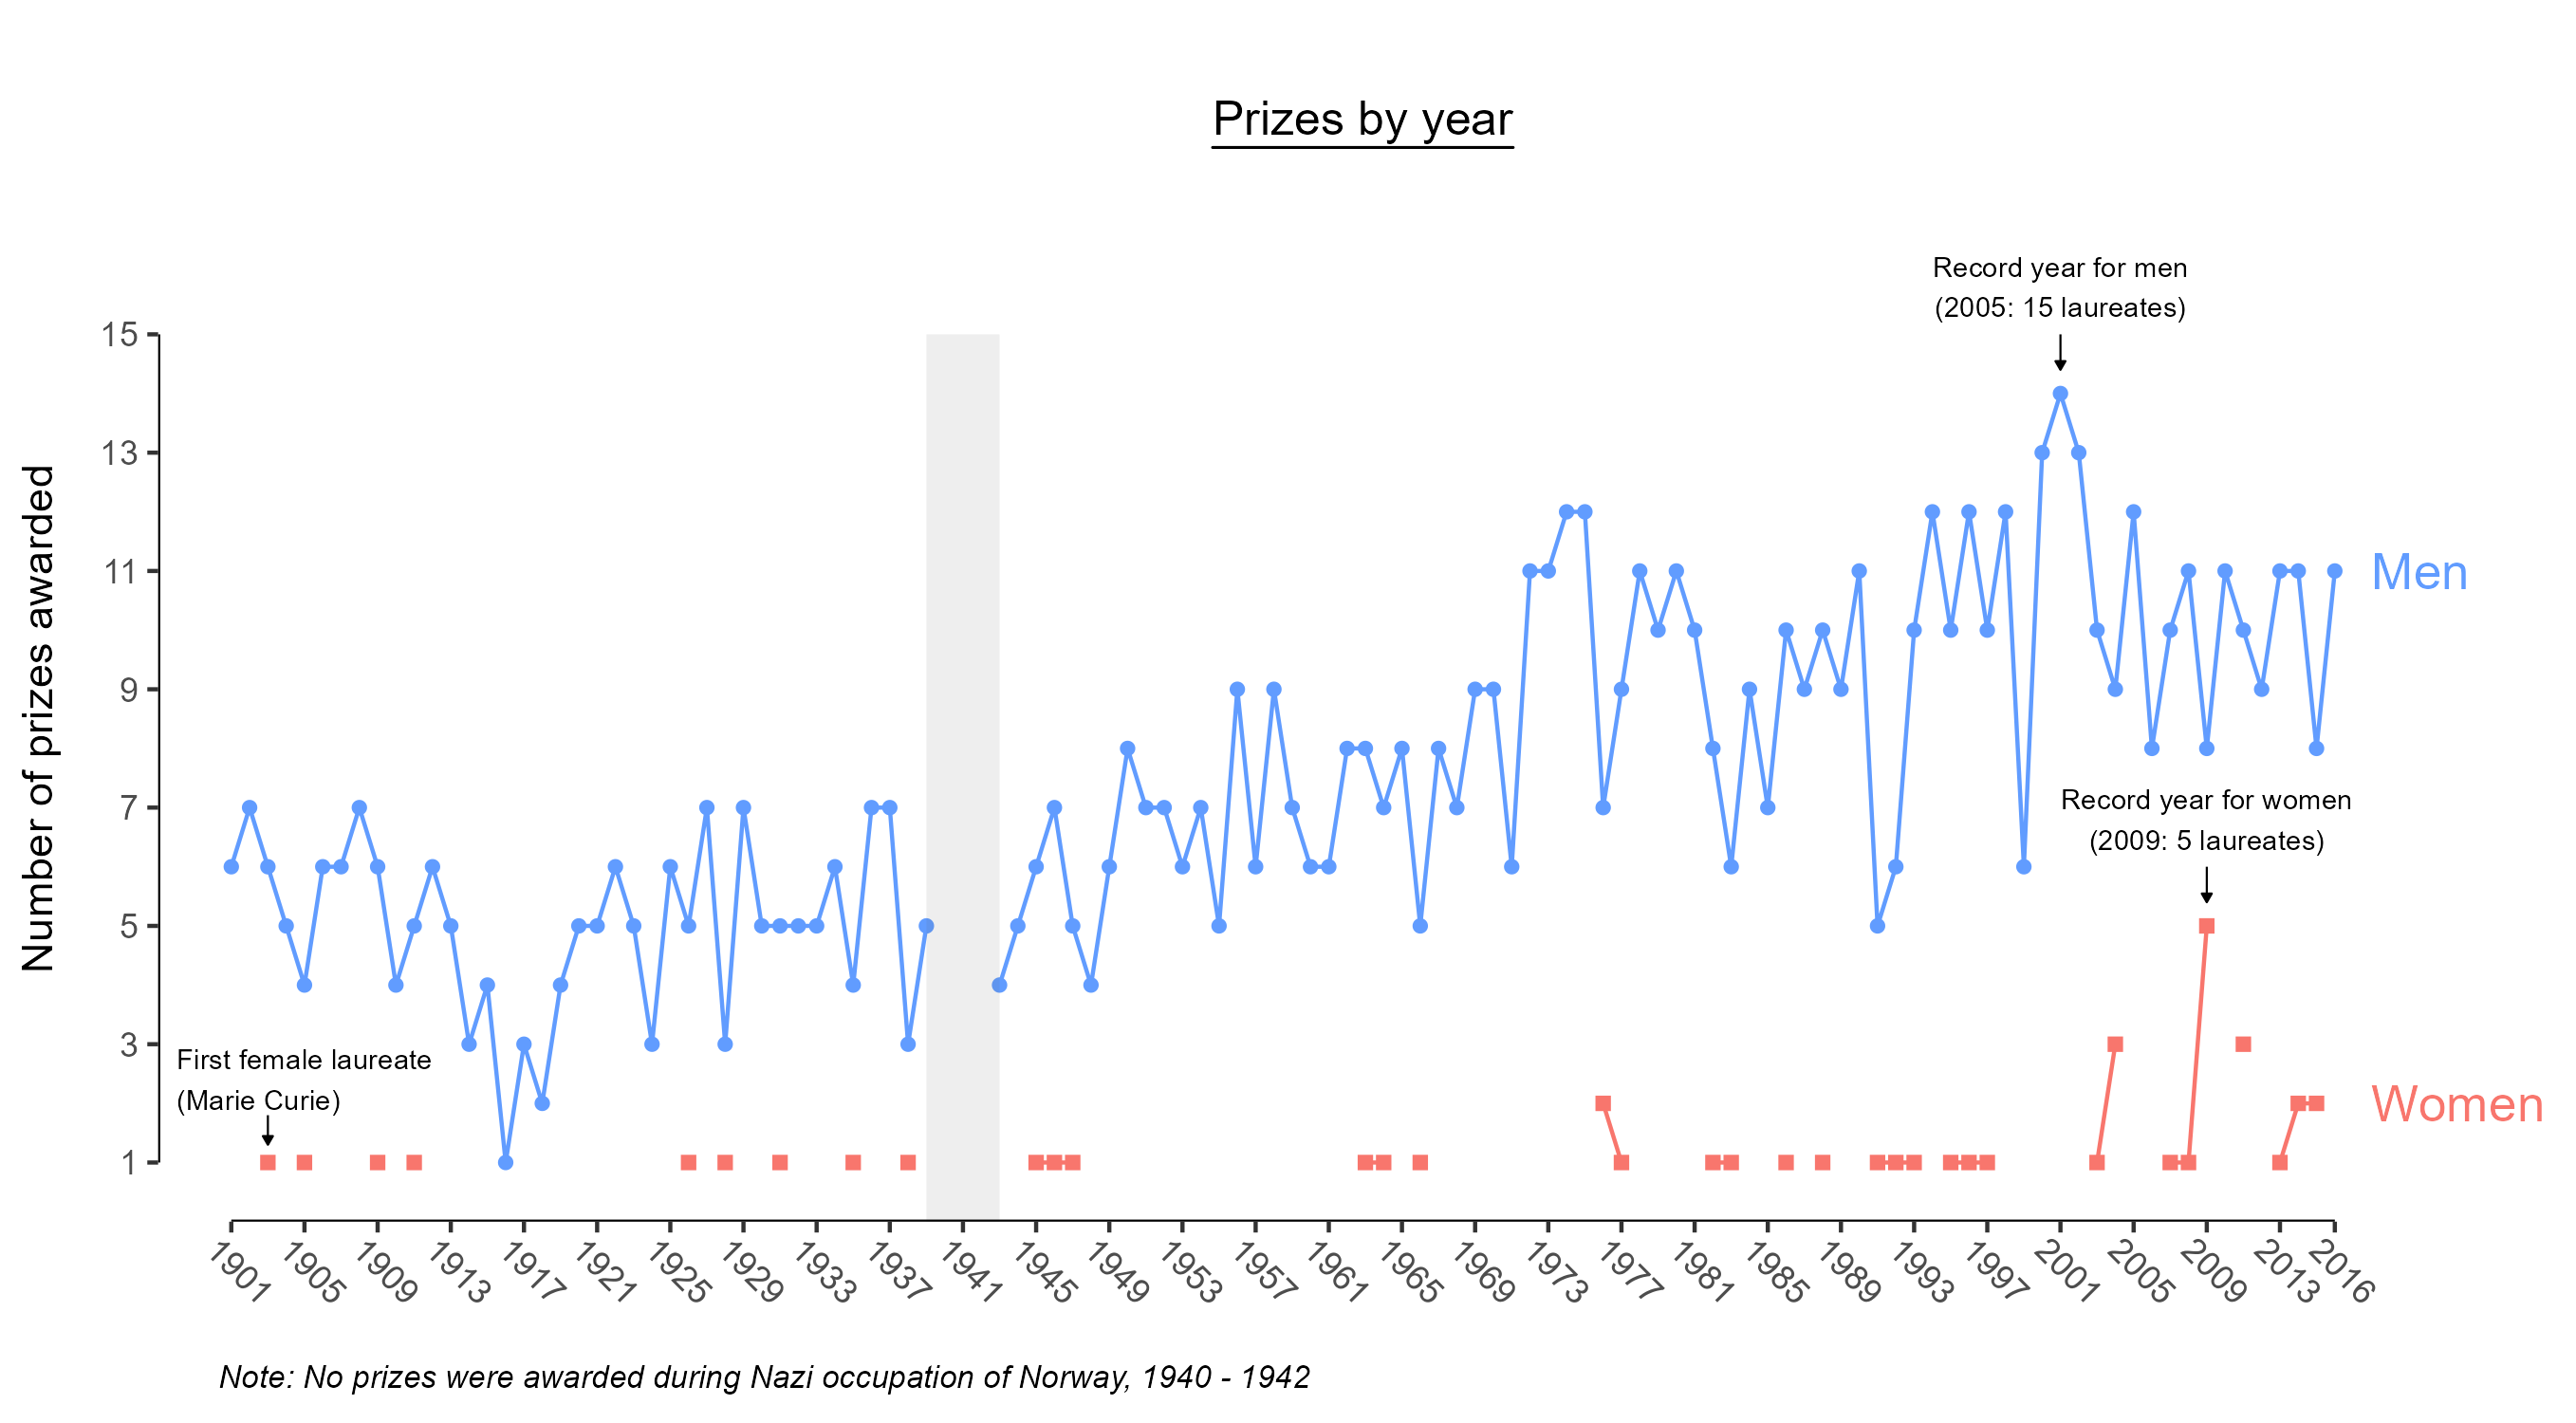 Prizes by year
Record year for men
(2005: 15 laureates)
15
13
11
9
7
5
3
1
Number of prizes awarded
Men
Record year for women
(2009: 5 laureates)
First female laureate
(Marie Curie)
Women
1901 1905 1909 1913 1917 1921 1925 1929 1933 1937 1941 1945 1949 1953 1957 1961 1965 1969 1973 1977 1981 1985 1989 1993 1997 2001 2005 2009 2013 2016
Note: No prizes were awarded during Nazi occupation of Norway, 1940 - 1942